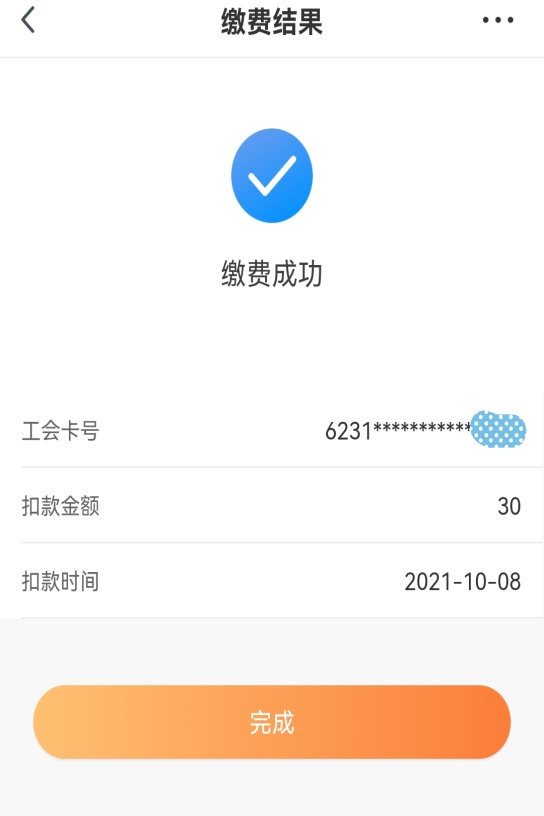 缴费结果
缴费成功
工会卡号 6231***********
扣款金额 30
扣款时间 2021-10-08
完成